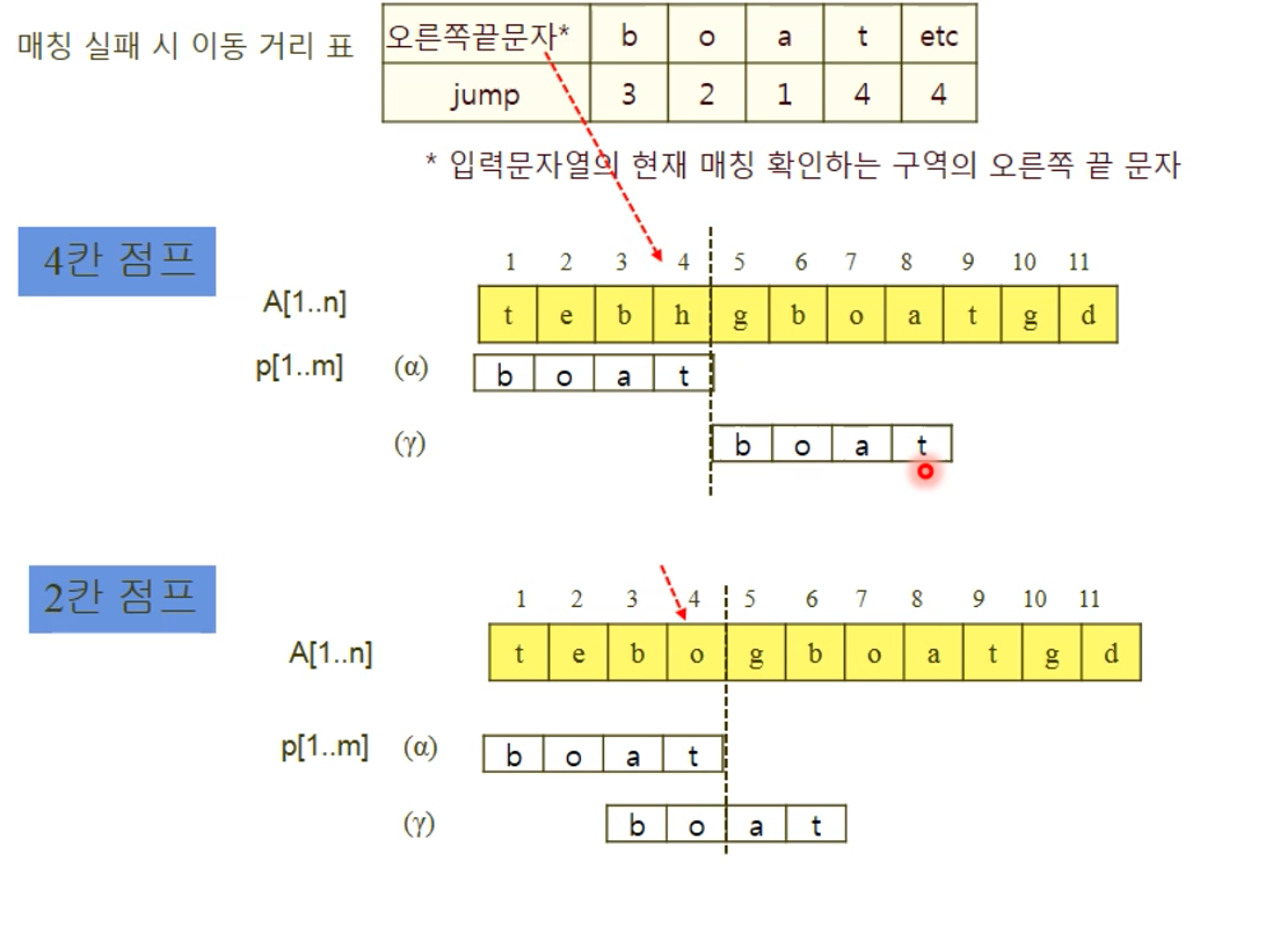 매칭 실패 시 이동 거리 표
오른쪽끝문자* b o a t etc
jump 3 2 1 4 4
* 입력문자열의 현재 매칭 확인하는 구역의 오른쪽 끝 문자
4칸 점프
1 2 3 4 5 6 7 8 9 10 11
A[1..n] t e b h g b o a t g d
p[1..m] (α) b o a t
(γ) b o a t
2칸 점프
1 2 3 4 5 6 7 8 9 10 11
A[1..n] t e b o g b o a t g d
p[1..m] (α) b o a t
(γ) b o a t